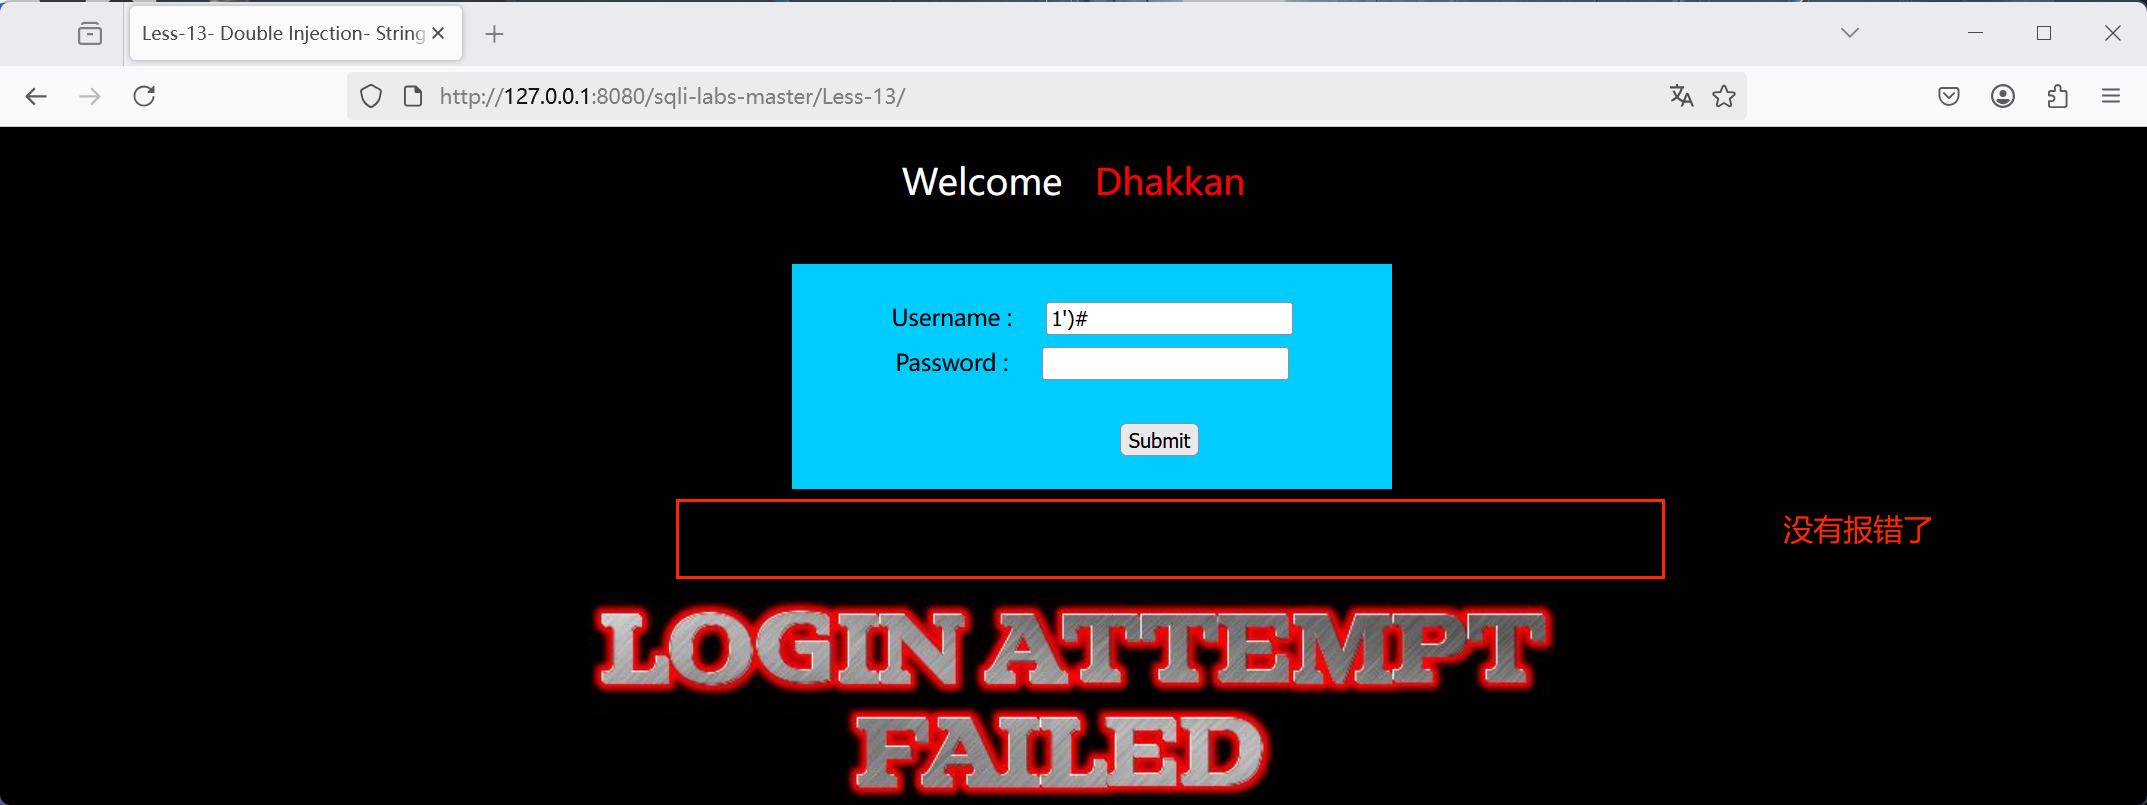 Less-13- Double Injection- String
http://127.0.0.1:8080/sqli-labs-master/Less-13/
Welcome Dhakkan
Username : 1')#
Password :
Submit
没有报错了
LOGIN ATTEMPT
FAILED